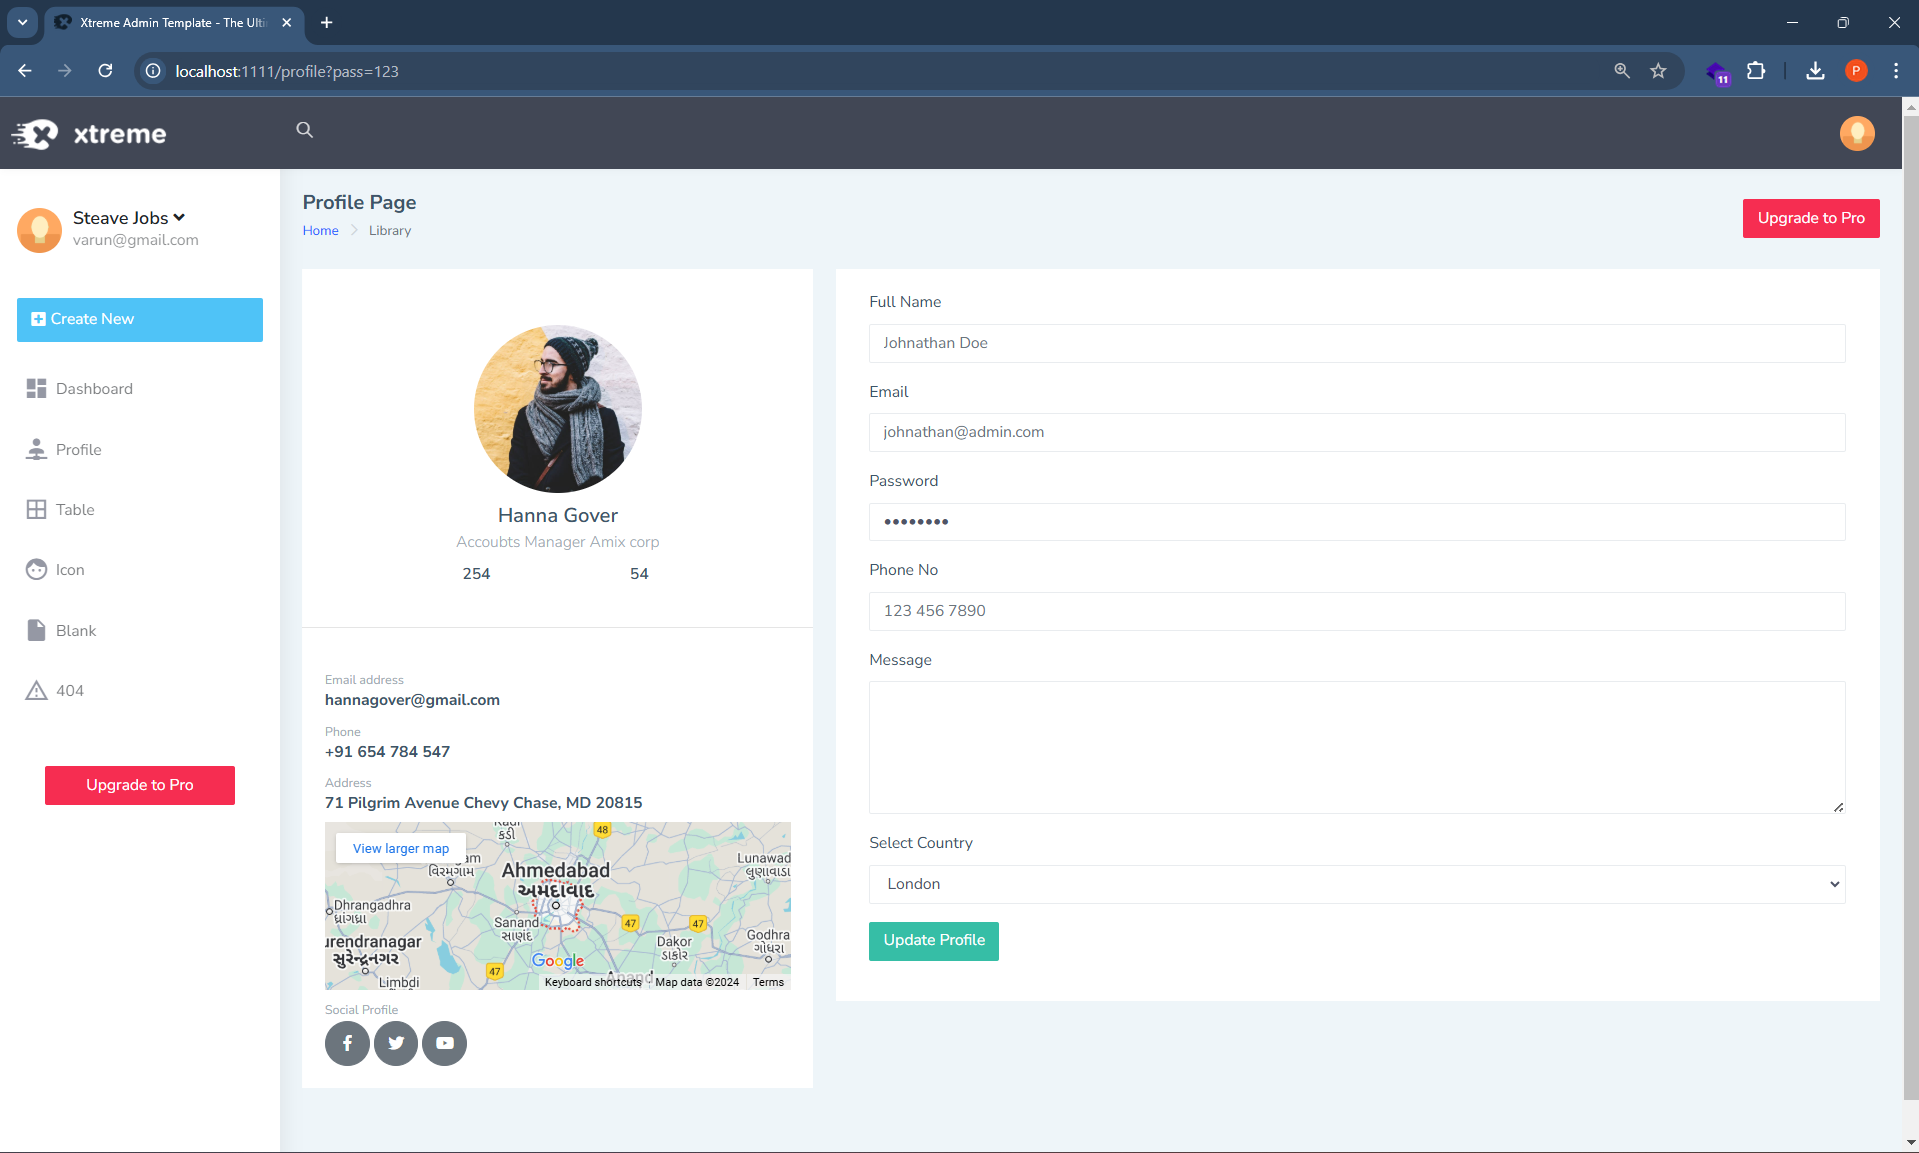 Xtreme Admin Template - The Ulti
localhost:1111/profile?pass=123
11
P
xtreme
Steave Jobs
varun@gmail.com
Create New
Dashboard
Profile
Table
Icon
Blank
404
Upgrade to Pro
Profile Page
Home
Library
Upgrade to Pro
Hanna Gover
Accoubts Manager Amix corp
254
54
Email address
hannagover@gmail.com
Phone
+91 654 784 547
Address
71 Pilgrim Avenue Chevy Chase, MD 20815
View larger map
કડી
48
વિરમગામ
Ahmedabad
અમદાવાદ
Lunawad
લુણાવાડા
Dhrangadhra
ધ્રાંગધ્રા
Sanand
સાણંદ
47
47
urendranagar
સુરેન્દ્રનગર
Dakor
ડાકોર
Godhra
ગોધરા
Limbdi
47
Google
Anand
Keyboard shortcuts
Map data ©2024
Terms
Social Profile
Full Name
Johnathan Doe
Email
johnathan@admin.com
Password
••••••••
Phone No
123 456 7890
Message
Select Country
London
Update Profile